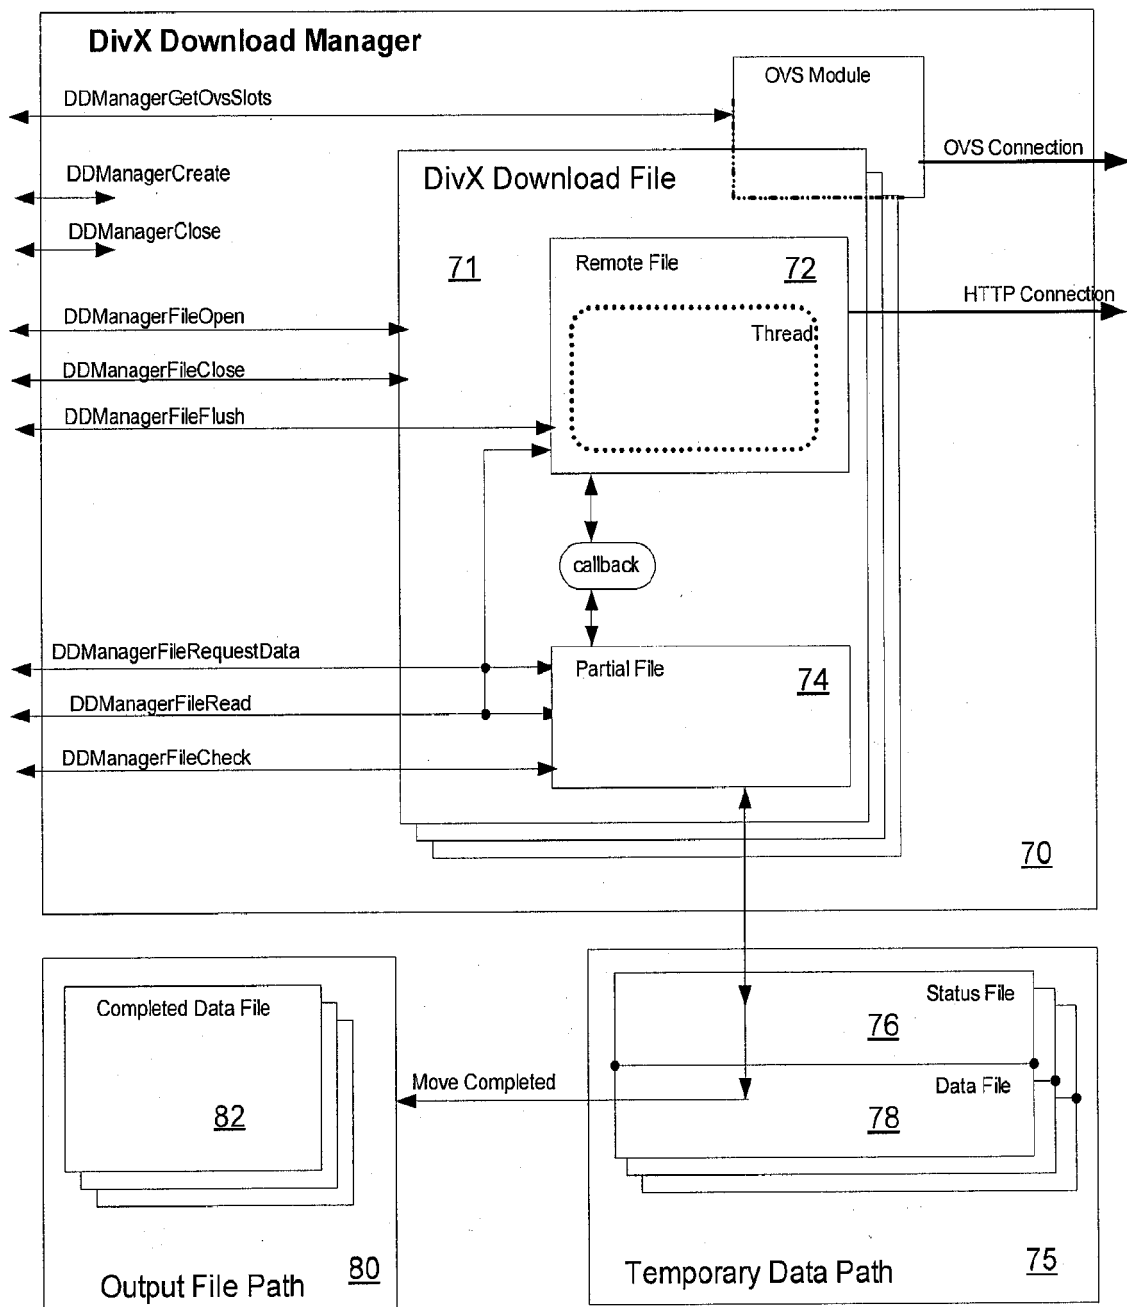 DivX Download Manager
OVS Module
DDManagerGetOvsSlots
OVS Connection
DDManagerCreate
DivX Download File
DDManagerClose
71
Remote File
72
HTTP Connection
DDManagerFileOpen
Thread
DDManagerFileClose
DDManagerFileFlush
callback
DDManagerFileRequestData
Partial File
74
DDManagerFileRead
DDManagerFileCheck
70
Completed Data File
Status File
76
Move Completed
Data File
82
78
Output File Path
80
Temporary Data Path
75